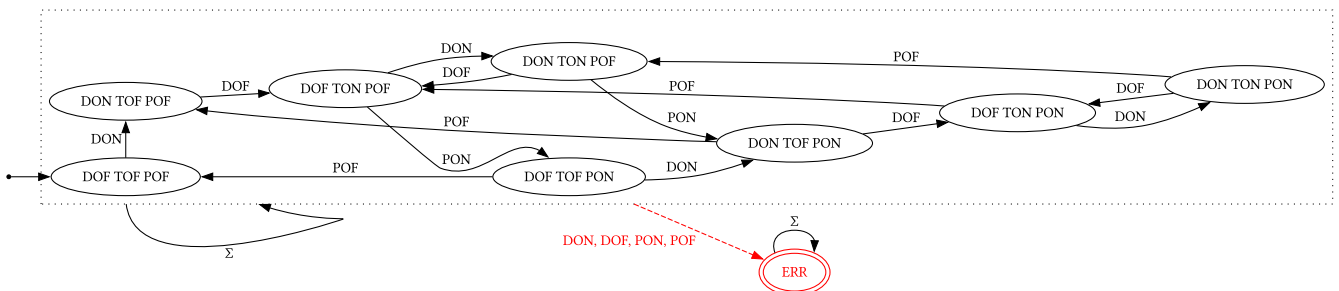 DON
DON TON POF
POF
DOF
DOF
DON TON PON
DOF
DOF TON POF
POF
DON TOF POF
DOF TON PON
PON
DOF
DON
POF
DON
DON TOF PON
PON
POF
DON
DOF TOF POF
DOF TOF PON
Σ
DON, DOF, PON, POF
Σ
ERR